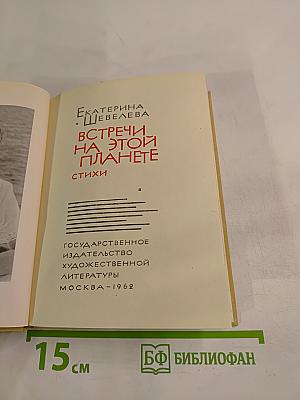 ЕКАТЕРИНА
ШЕВЕЛЕВА
ВСТРЕЧИ
НА ЭТОЙ
ПЛАНЕТЕ
СТИХИ
ГОСУДАРСТВЕННОЕ
ИЗДАТЕЛЬСТВО
ХУДОЖЕСТВЕННОЙ
ЛИТЕРАТУРЫ
МОСКВА - 1962
15 см
БФ БИБЛИОФАН